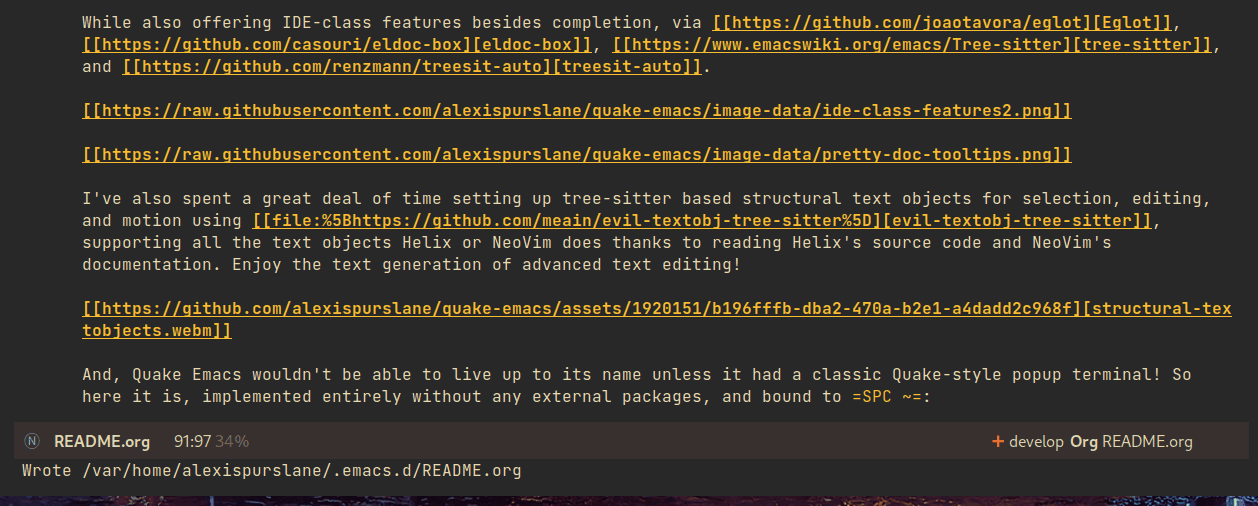 While also offering IDE-class features besides completion, via [[https://github.com/joaotavora/eglot][Eglot]],
[[https://github.com/casouri/eldoc-box][eldoc-box]], [[https://www.emacswiki.org/emacs/Tree-sitter][tree-sitter]],
and [[https://github.com/renzmann/treesit-auto][treesit-auto]].
[[https://raw.githubusercontent.com/alexispurslane/quake-emacs/image-data/ide-class-features2.png]]
[[https://raw.githubusercontent.com/alexispurslane/quake-emacs/image-data/pretty-doc-tooltips.png]]
I've also spent a great deal of time setting up tree-sitter based structural text objects for selection, editing,
and motion using [[file:%5Bhttps://github.com/meain/evil-textobj-tree-sitter%5D][evil-textobj-tree-sitter]],
supporting all the text objects Helix or NeoVim does thanks to reading Helix's source code and NeoVim's
documentation. Enjoy the text generation of advanced text editing!
[[https://github.com/alexispurslane/quake-emacs/assets/1920151/b196fffb-dba2-470a-b2e1-a4dadd2c968f][structural-tex
tobjects.webm]]
And, Quake Emacs wouldn't be able to live up to its name unless it had a classic Quake-style popup terminal! So
here it is, implemented entirely without any external packages, and bound to =SPC ~=:
N README.org 91:97 34% + develop Org README.org
Wrote /var/home/alexispurslane/.emacs.d/README.org